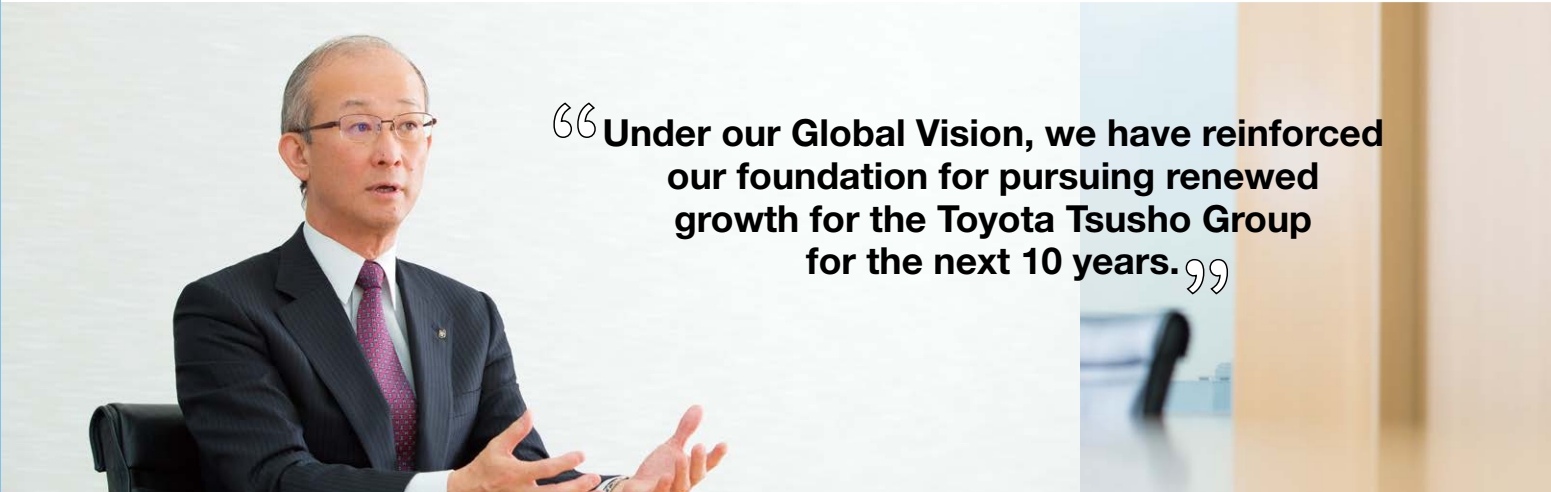 “Under our Global Vision, we have reinforced
our foundation for pursuing renewed
growth for the Toyota Tsusho Group
for the next 10 years.”